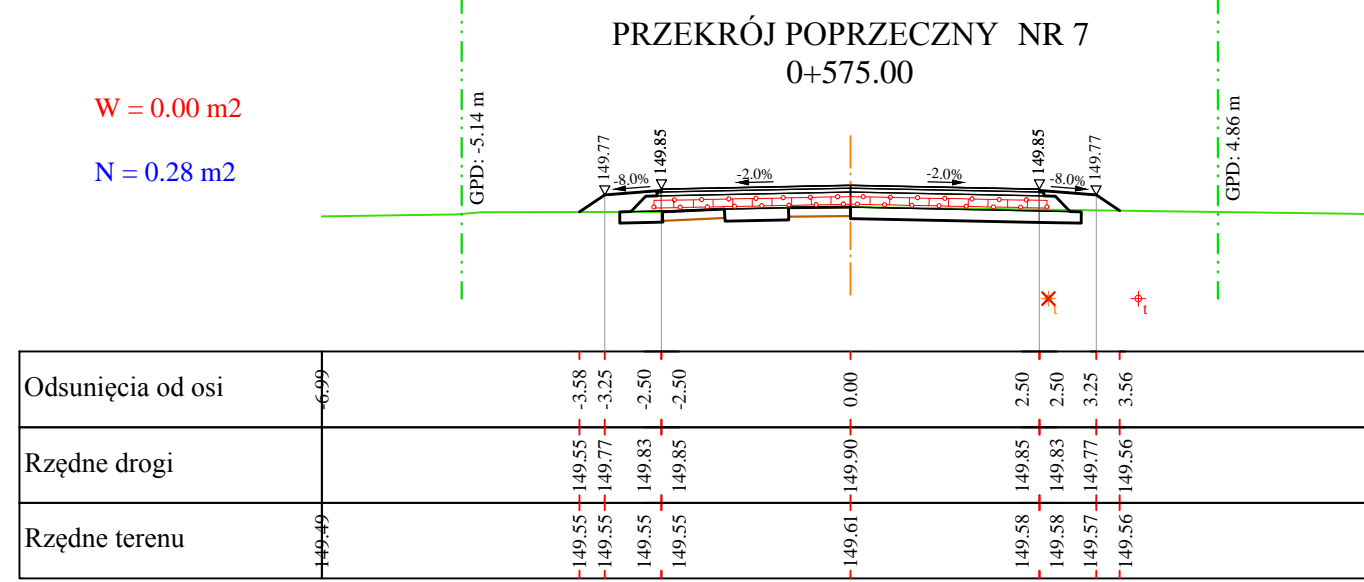 PRZEKRÓJ POPRZECZNY NR 7
0+575.00
W = 0.00 m2
N = 0.28 m2
GPD: -5.14 m
GPD: 4.86 m
149.77 149.85 149.85 149.77
-8.0% -2.0% -2.0% -8.0%
t t
Odsunięcia od osi -6.99 -3.58 -3.25 -2.50 -2.50 0.00 2.50 2.50 3.25 3.56
Rzędne drogi 149.55 149.77 149.83 149.85 149.90 149.85 149.83 149.77 149.56
Rzędne terenu 149.49 149.55 149.55 149.55 149.55 149.61 149.58 149.58 149.57 149.56